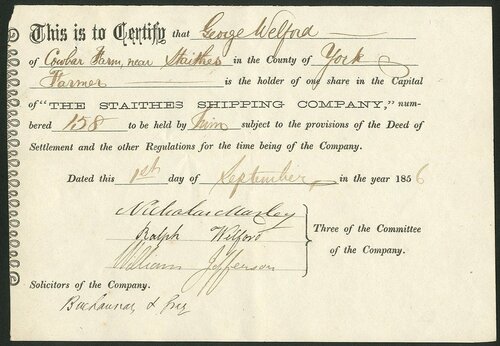 This is to Certify that George Welford
of Cowbar Farm, near Staithes in the County of York
Farmer is the holder of one share in the Capital
of "THE STAITHES SHIPPING COMPANY," num-
bered 158 to be held by him subject to the provisions of the Deed of
Settlement and the other Regulations for the time being of the Company.
Dated this 1st day of September in the year 1856
Nicholas Marley
Ralph Welford
William Jefferson
Three of the Committee
of the Company.
Solicitors of the Company.
Buchannan &